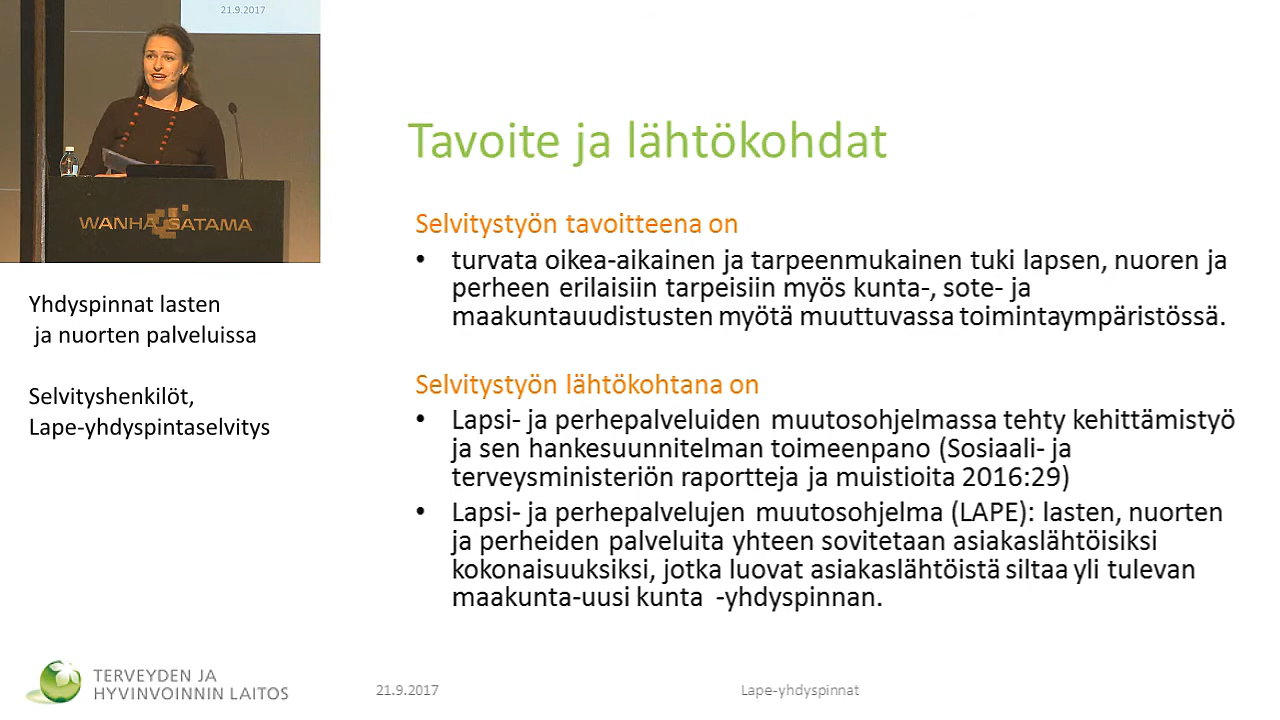 21.9.2017
WANHA SATAMA
Yhdyspinnat lasten
ja nuorten palveluissa
Selvityshenkilöt,
Lape-yhdyspintaselvitys
Tavoite ja lähtökohdat
Selvitystyön tavoitteena on
• turvata oikea-aikainen ja tarpeenmukainen tuki lapsen, nuoren ja
perheen erilaisiin tarpeisiin myös kunta-, sote- ja
maakuntauudistusten myötä muuttuvassa toimintaympäristössä.
Selvitystyön lähtökohtana on
• Lapsi- ja perhepalveluiden muutosohjelmassa tehty kehittämistyö
ja sen hankesuunnitelman toimeenpano (Sosiaali- ja
terveysministeriön raportteja ja muistioita 2016:29)
• Lapsi- ja perhepalvelujen muutosohjelma (LAPE): lasten, nuorten
ja perheiden palveluita yhteen sovitetaan asiakaslähtöisiksi
kokonaisuuksiksi, jotka luovat asiakaslähtöistä siltaa yli tulevan
maakunta-uusi kunta -yhdyspinnan.
TERVEYDEN JA
HYVINVOINNIN LAITOS
21.9.2017
Lape-yhdyspinnat